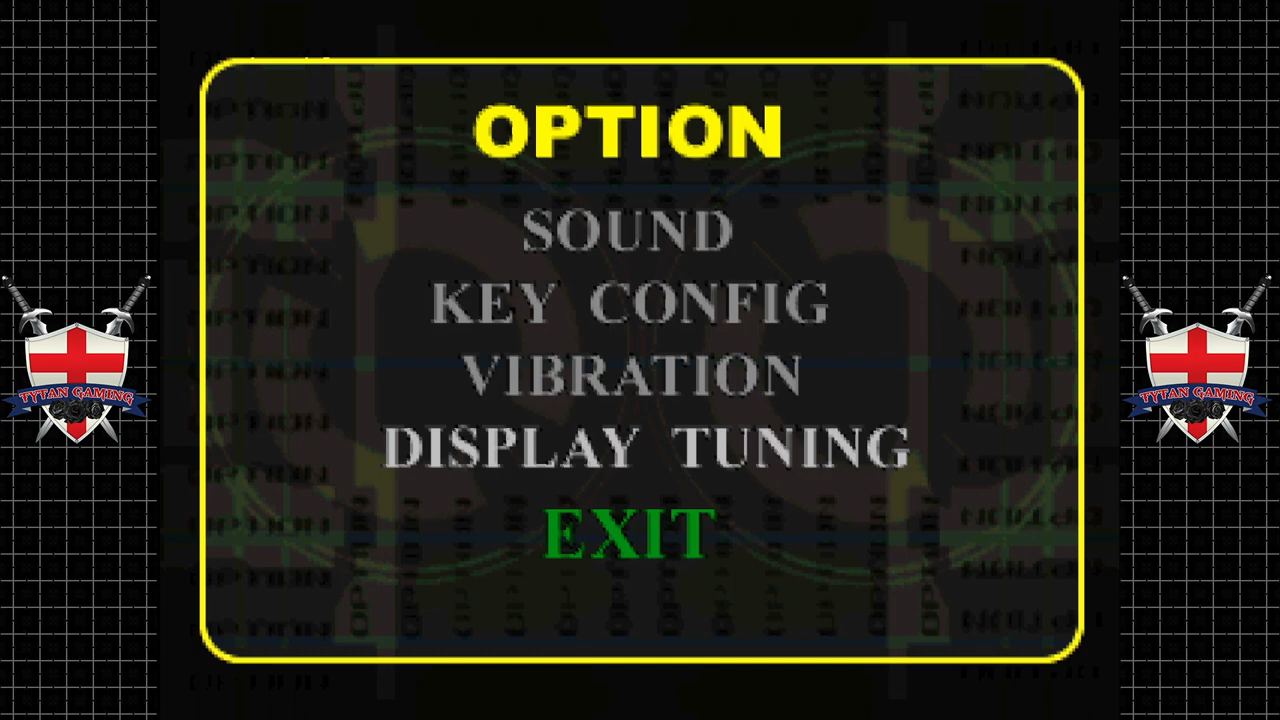 OPTION
SOUND
KEY CONFIG
VIBRATION
DISPLAY TUNING
EXIT
TYTAN GAMING
TYTAN GAMING